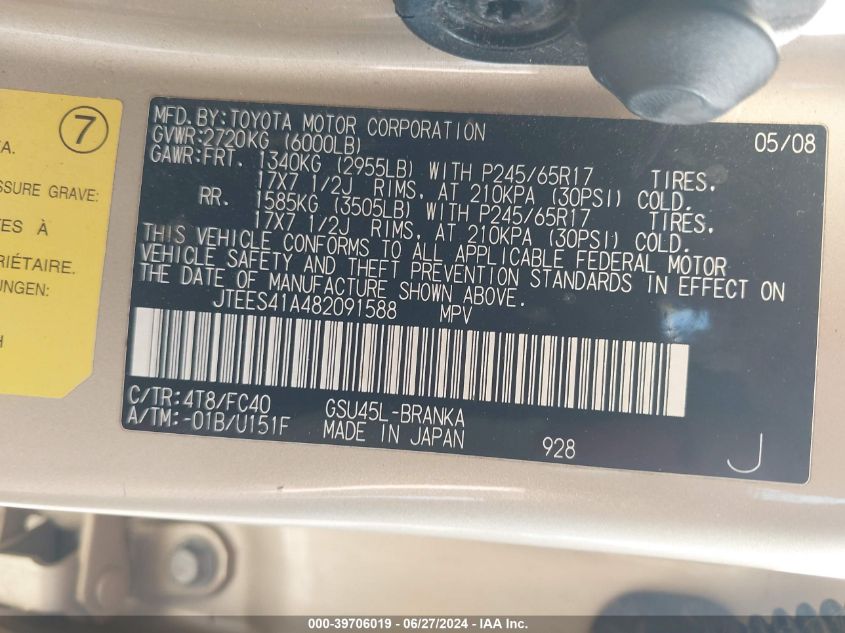 7
A.
SSURE GRAVE:
TES À
RIÉTAIRE.
UNGEN:
H
MFD. BY: TOYOTA MOTOR CORPORATION 05/08
GVWR: 2720KG (6000LB)
GAWR: FRT. 1340KG (2955LB) WITH P245/65R17 TIRES.
17X7 1/2J RIMS. AT 210KPA (30PSI) COLD.
RR. 1585KG (3505LB) WITH P245/65R17 TIRES.
17X7 1/2J RIMS. AT 210KPA (30PSI) COLD.
THIS VEHICLE CONFORMS TO ALL APPLICABLE FEDERAL MOTOR
VEHICLE SAFETY AND THEFT PREVENTION STANDARDS IN EFFECT ON
THE DATE OF MANUFACTURE SHOWN ABOVE.
JTEES41A482091588 MPV
C/TR: 4T8/FC40 GSU45L-BRANKA
A/TM: -01B/U151F MADE IN JAPAN 928 J
000-39706019 - 06/27/2024 - IAA Inc.